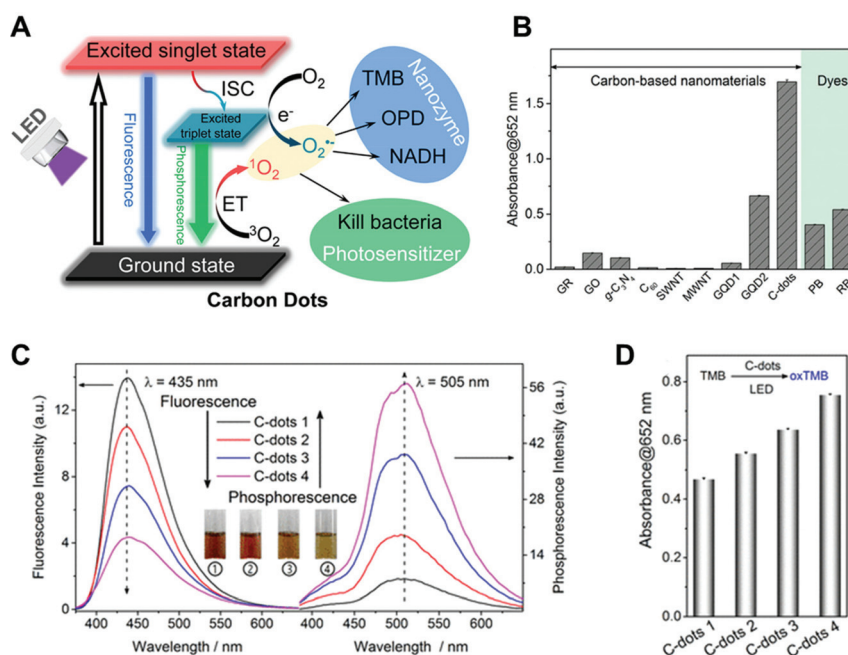 A
Excited singlet state
ISC
O₂
e⁻
Excited
triplet state
O₂•⁻
TMB
OPD
NADH
Nanozyme
LED
Fluorescence
Phosphorescence
¹O₂
ET
³O₂
Kill bacteria
Photosensitizer
Ground state
Carbon Dots
B
Absorbance@652 nm
1.5
1.0
0.5
0.0
Carbon-based nanomaterials
Dyes
GR
GO
g-C₃N₄
C₆₀
SWNT
MWNT
GQD1
GQD2
C-dots
PB
C
Fluorescence Intensity (a.u.)
12
8
4
0
λ = 435 nm
Fluorescence
C-dots 1
C-dots 2
C-dots 3
C-dots 4
Phosphorescence
① ② ③ ④
λ = 505 nm
56
42
28
14
Phosphorescence Intensity (a.u.)
400 450 500 550 600
400 450 500 550 600
Wavelength / nm
Wavelength / nm
D
Absorbance@652 nm
0.8
0.6
0.4
0.2
0.0
C-dots
TMB
oxTMB
LED
C-dots 1
C-dots 2
C-dots 3
C-dots 4